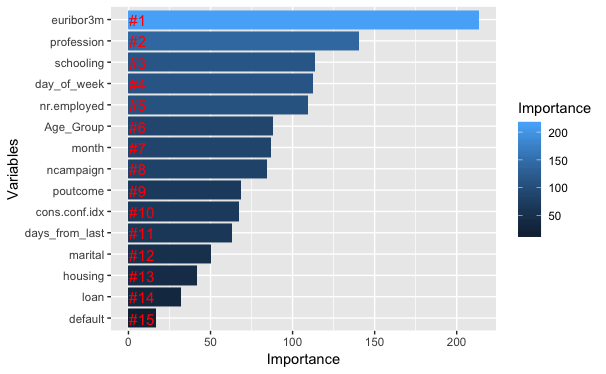 euribor3m #1
profession #2
schooling #3
day_of_week #4
nr.employed #5
Age_Group #6
month #7
ncampaign #8
poutcome #9
cons.conf.idx #10
days_from_last #11
marital #12
housing #13
loan #14
default #15
0 50 100 150 200
Importance
Variables
Importance
200
150
100
50